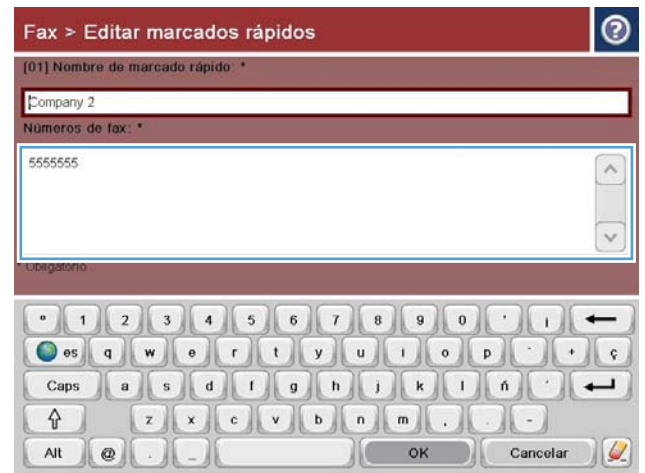 Fax > Editar marcados rápidos ?
[01] Nombre de marcado rápido: *
Company 2
Números de fax: *
5555555
* Obligatorio
º 1 2 3 4 5 6 7 8 9 0 ' ¡
es q w e r t y u i o p ` + ç
Caps a s d f g h j k l ñ ´
z x c v b n m , . -
Alt @ . _ OK Cancelar